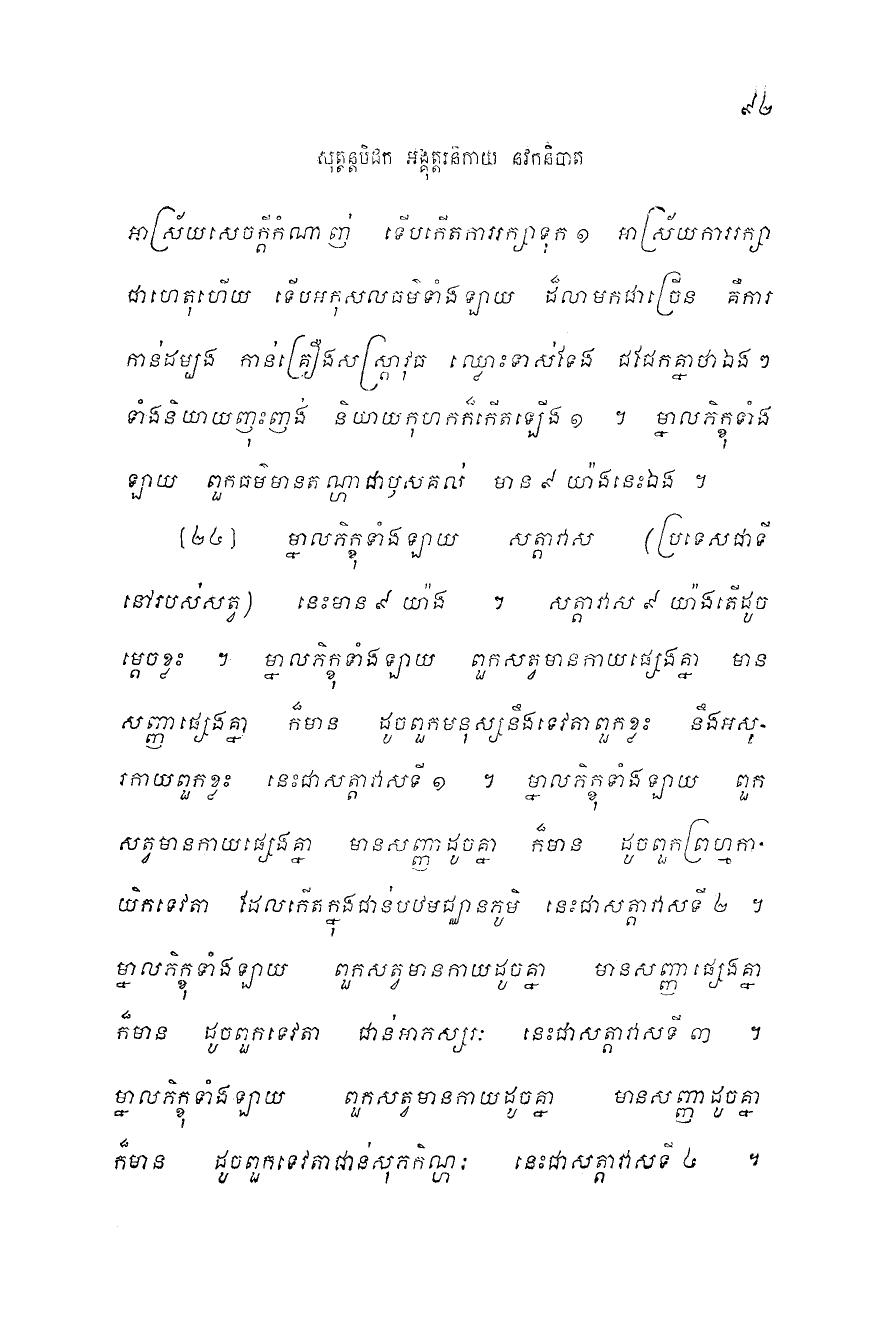 ៩២
សុត្តន្តបិដក អង្គុត្តរនិកាយ នវកនិបាត
អាស្រ័យសេចក្តីកំណាញ់ ទើបកើតការរក្សាទុក ១ អាស្រ័យការរក្សា
ជាហេតុហើយ ទើបអកុសលធម៌ទាំងឡាយ ដ៏លាមកជាច្រើន គឺការ
កាន់ដម្បង កាន់គ្រឿងសស្ត្រាវុធ ឈ្លោះទាស់ទែង ជជែកគ្នាថាឯងៗ
ទាំងនិយាយញុះញង់ និយាយកុហកក៏កើតឡើង ១ ។ ម្នាលភិក្ខុទាំង
ឡាយ ពួកធម៌មានតណ្ហាជាឫសគល់ មាន ៩ យ៉ាងនេះឯង ។
[២៤] ម្នាលភិក្ខុទាំងឡាយ សត្តាវាស (ប្រទេសជាទី
នៅរបស់សត្វ) នេះមាន ៩ យ៉ាង ។ សត្តាវាស ៩ យ៉ាងតើដូច
ម្តេចខ្លះ ។ ម្នាលភិក្ខុទាំងឡាយ ពួកសត្វមានកាយផ្សេងគ្នា មាន
សញ្ញាផ្សេងគ្នា ក៏មាន ដូចពួកមនុស្សនឹងទេវតាពួកខ្លះ នឹងអសុ-
រកាយពួកខ្លះ នេះជាសត្តាវាសទី ១ ។ ម្នាលភិក្ខុទាំងឡាយ ពួក
សត្វមានកាយផ្សេងគ្នា មានសញ្ញាដូចគ្នា ក៏មាន ដូចពួកព្រហ្មកា-
យិកទេវតា ដែលកើតក្នុងជាន់បឋមជ្ឈានភូមិ នេះជាសត្តាវាសទី ២ ។
ម្នាលភិក្ខុទាំងឡាយ ពួកសត្វមានកាយដូចគ្នា មានសញ្ញាផ្សេងគ្នា
ក៏មាន ដូចពួកទេវតា ជាន់អាភស្សរៈ នេះជាសត្តាវាសទី ៣ ។
ម្នាលភិក្ខុទាំងឡាយ ពួកសត្វមានកាយដូចគ្នា មានសញ្ញាដូចគ្នា
ក៏មាន ដូចពួកទេវតាជាន់សុភកិណ្ហៈ នេះជាសត្តាវាសទី ៤ ។